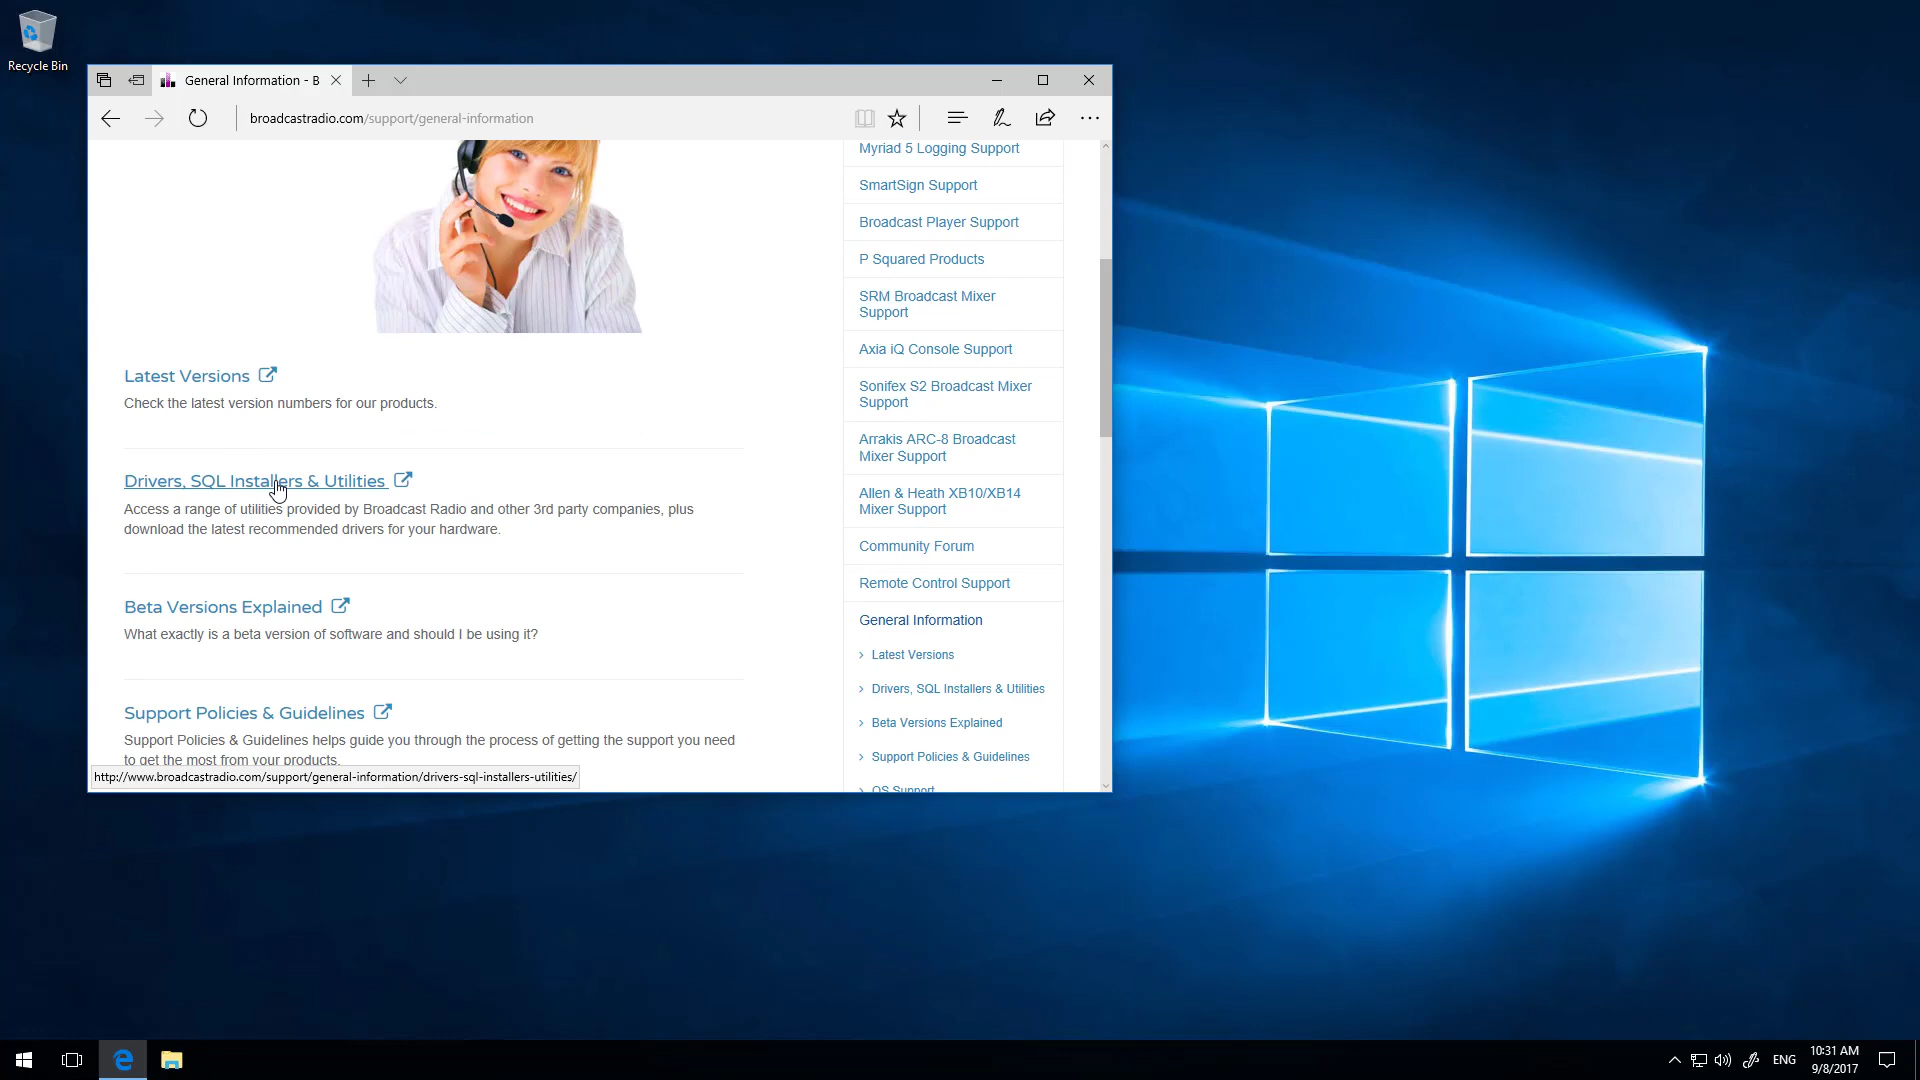 Recycle Bin
General Information - B
broadcastradio.com/support/general-information
Latest Versions
Check the latest version numbers for our products.
Drivers, SQL Installers & Utilities
Access a range of utilities provided by Broadcast Radio and other 3rd party companies, plus
download the latest recommended drivers for your hardware.
Beta Versions Explained
What exactly is a beta version of software and should I be using it?
Support Policies & Guidelines
Support Policies & Guidelines helps guide you through the process of getting the support you need
to get the most from your products.
http://www.broadcastradio.com/support/general-information/drivers-sql-installers-utilities/
Myriad 5 Logging Support
SmartSign Support
Broadcast Player Support
P Squared Products
SRM Broadcast Mixer
Support
Axia iQ Console Support
Sonifex S2 Broadcast Mixer
Support
Arrakis ARC-8 Broadcast
Mixer Support
Allen & Heath XB10/XB14
Mixer Support
Community Forum
Remote Control Support
General Information
Latest Versions
Drivers, SQL Installers & Utilities
Beta Versions Explained
Support Policies & Guidelines
OS Support
ENG
10:31 AM
9/8/2017